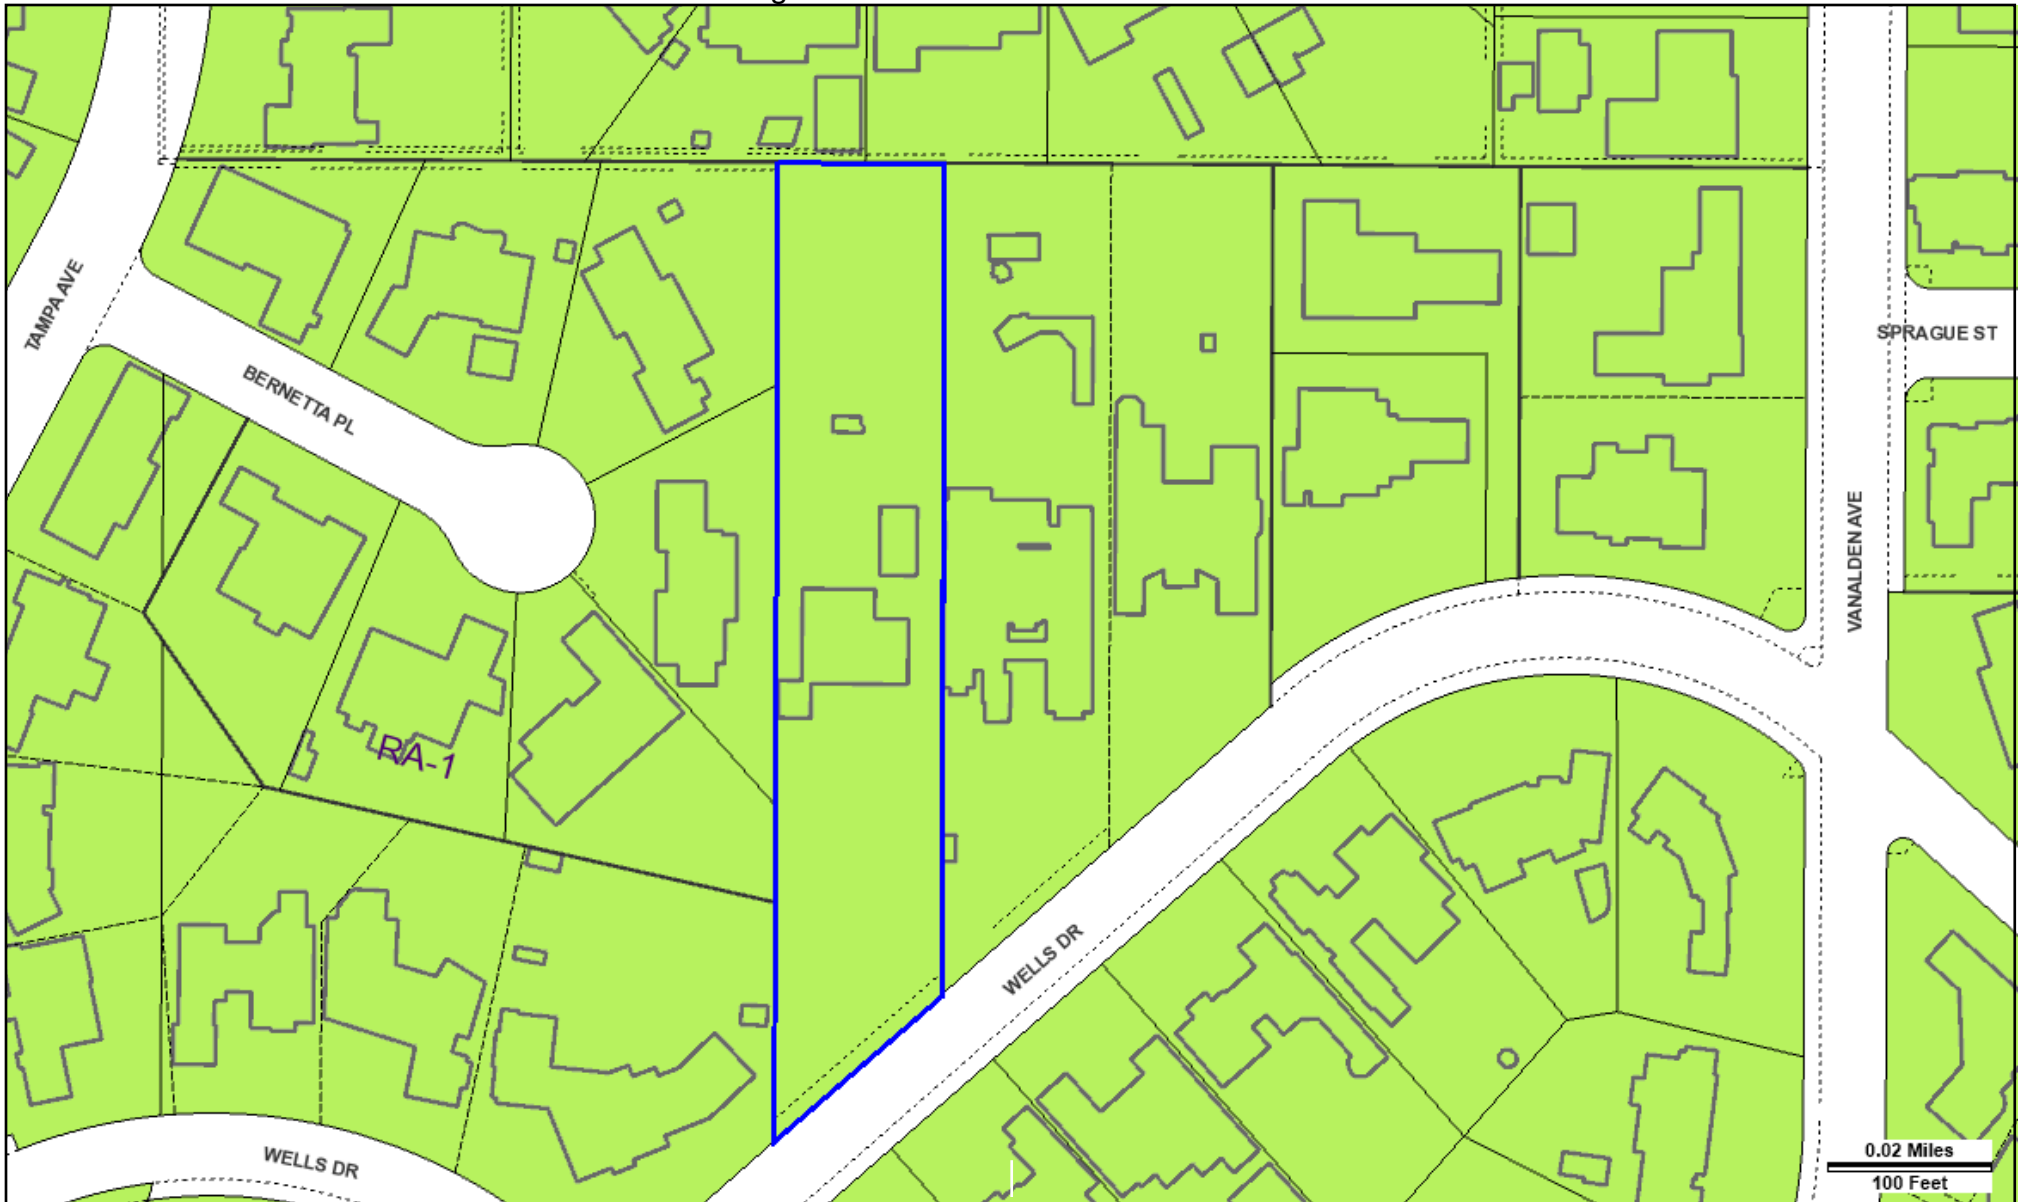 TAMPA AVE
BERNETTA PL
SPRAGUE ST
VANALDEN AVE
RA-1
WELLS DR
WELLS DR
0.02 Miles
100 Feet